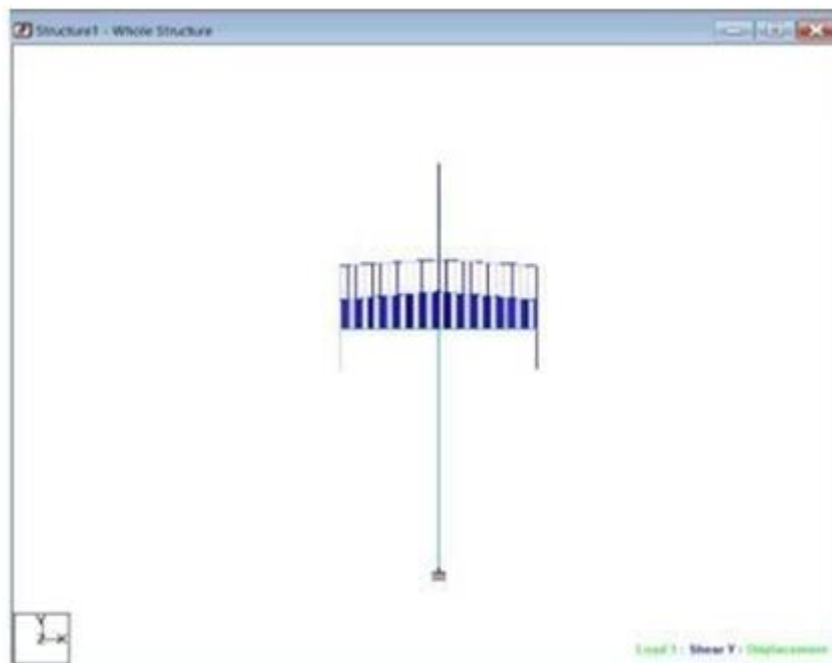 Structure1 - Whole Structure
Y
Z X
Load 1 : Shear Y : Displacement